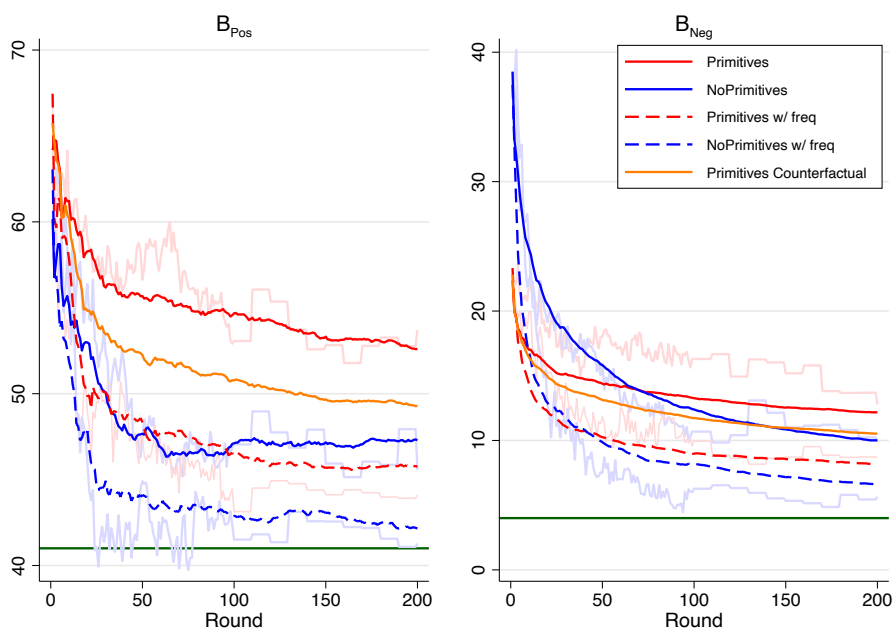 B_Pos
70
60
50
40
0
50
100
150
200
Round
B_Neg
40
30
20
10
0
0
50
100
150
200
Round
Primitives
NoPrimitives
Primitives w/ freq
NoPrimitives w/ freq
Primitives Counterfactual